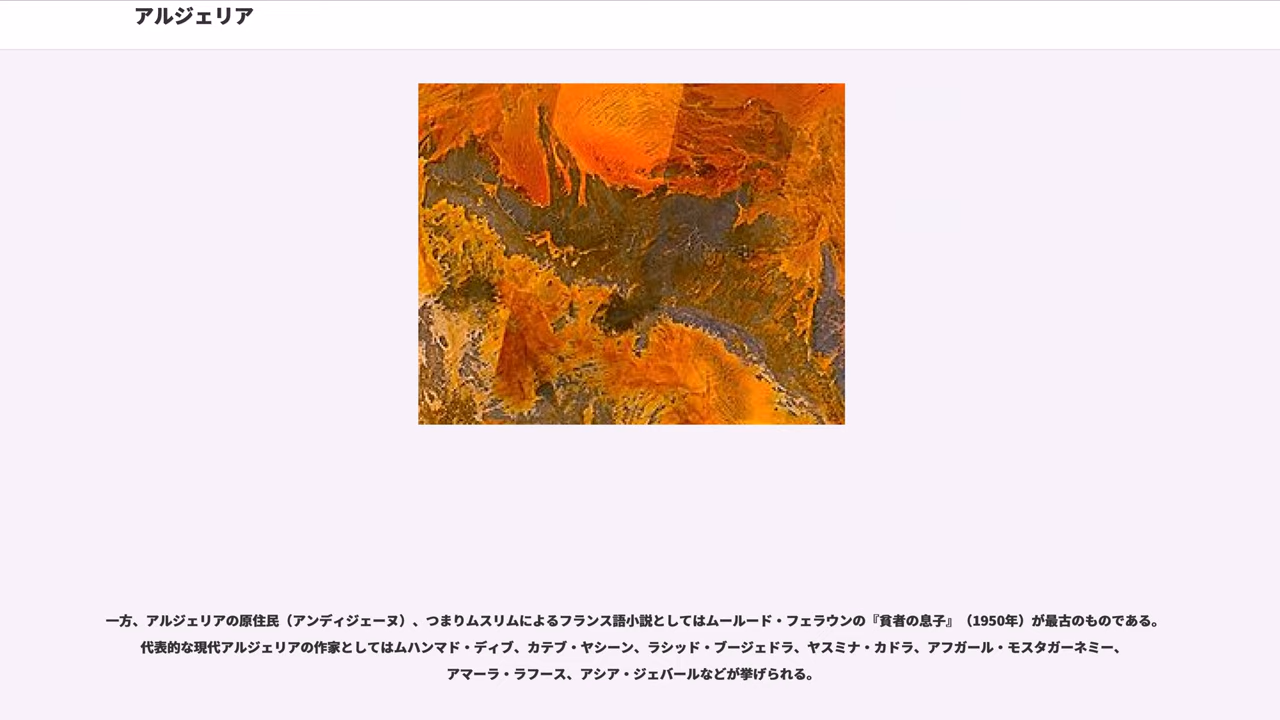 アルジェリア
一方、アルジェリアの原住民（アンディジェーヌ）、つまりムスリムによるフランス語小説としてはムールード・フェラウンの『貧者の息子』（1950年）が最古のものである。
代表的な現代アルジェリアの作家としてはムハンマド・ディブ、カテブ・ヤシーン、ラシッド・ブージェドラ、ヤスミナ・カドラ、アフガール・モスタガーネミー、
アマーラ・ラフース、アシア・ジェバールなどが挙げられる。